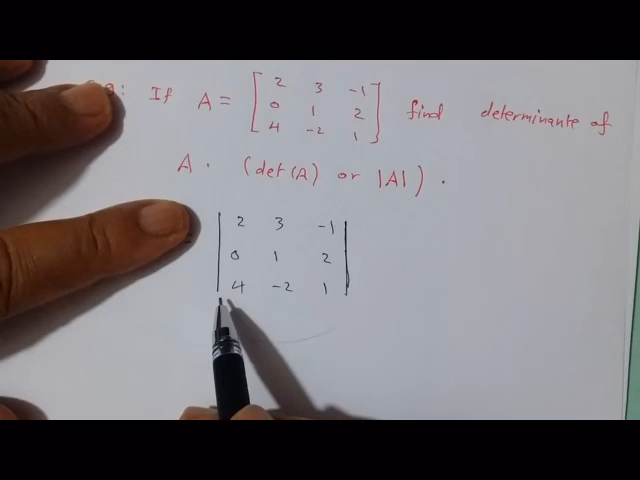 : If A = [ 2 3 -1
0 1 2
4 -2 1 ] find determinante of
A. (det(A) or |A|).
| 2 3 -1 |
| 0 1 2 |
| 4 -2 1 |